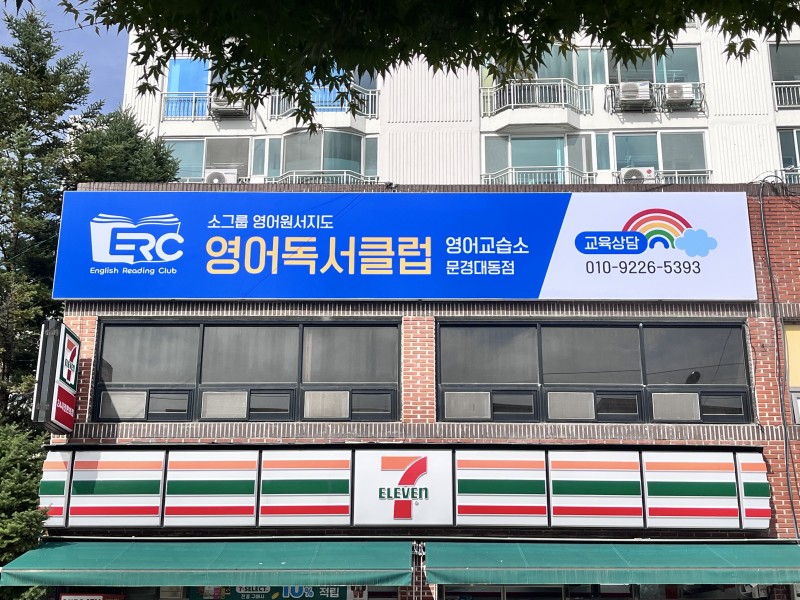 ERC
English Reading Club
소그룹 영어원서지도
영어독서클럽
영어교습소
문경대동점
교육상담
010-9226-5393
7
ELEVEN
7
ELEVEN
10% 적립